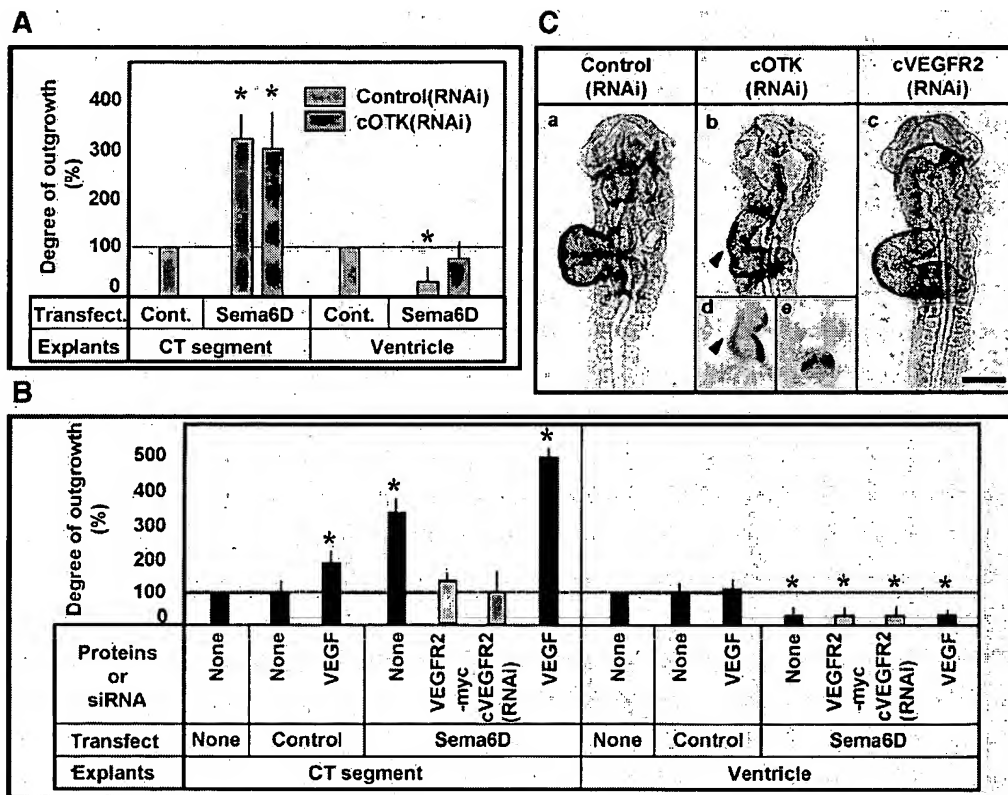 A
Degree of outgrowth
(%)
400
300
200
100
0
* *
Control(RNAi)
cOTK(RNAi)
*
Transfect. Cont. Sema6D Cont. Sema6D
Explants CT segment Ventricle
C
Control
(RNAi)
cOTK
(RNAi)
cVEGFR2
(RNAi)
a b c
d e
B
Degree of outgrowth
(%)
500
400
300
200
100
0
* * * * * * *
Proteins
or
siRNA
None None VEGF None VEGFR2
-myc cVEGFR2
(RNAi) VEGF None None VEGF None VEGFR2
-myc cVEGFR2
(RNAi) VEGF
Transfect None Control Sema6D None Control Sema6D
Explants CT segment Ventricle